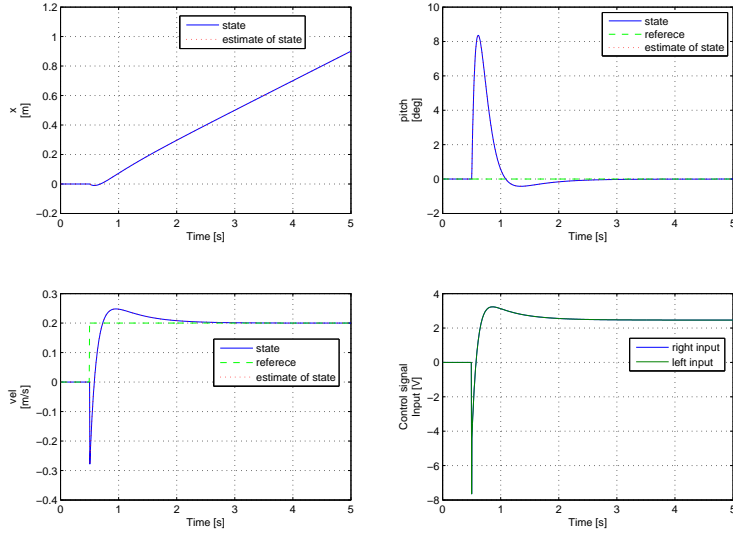 1.2
1
0.8
0.6
0.4
0.2
0
−0.2
0 1 2 3 4 5
x
[m]
Time [s]
state
estimate of state
10
8
6
4
2
0
−2
0 1 2 3 4 5
pitch
[deg]
Time [s]
state
referece
estimate of state
0.3
0.2
0.1
0
−0.1
−0.2
−0.3
−0.4
0 1 2 3 4 5
vel
[m/s]
Time [s]
state
referece
estimate of state
4
2
0
−2
−4
−6
−8
0 1 2 3 4 5
Control signal
Input [V]
Time [s]
right input
left input